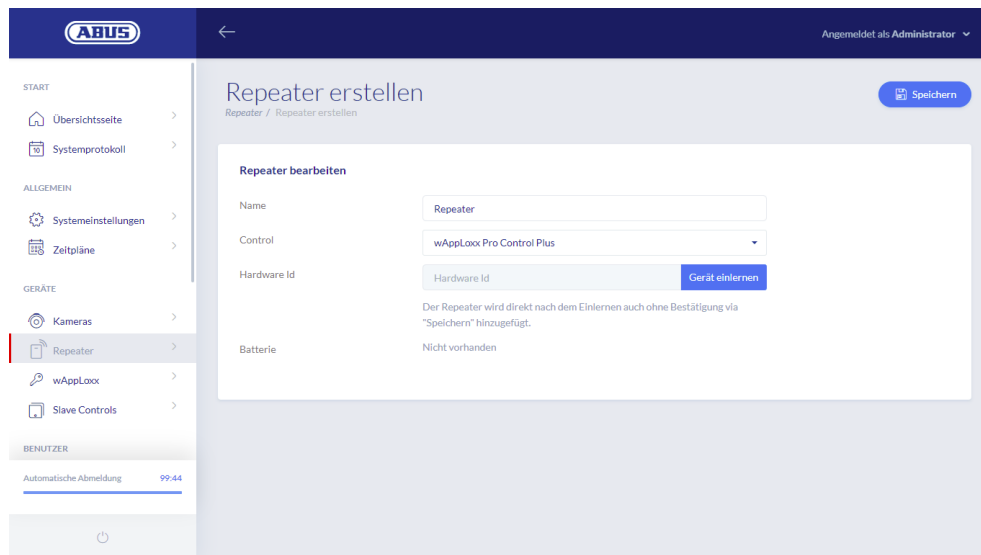 ABUS
Angemeldet als Administrator
START
Übersichtsseite
10 Systemprotokoll
ALLGEMEIN
Systemeinstellungen
Zeitpläne
GERÄTE
Kameras
Repeater
wAppLoxx
Slave Controls
BENUTZER
Automatische Abmeldung 99:44
Repeater erstellen
Repeater / Repeater erstellen
Speichern
Repeater bearbeiten
Name Repeater
Control wAppLoxx Pro Control Plus
Hardware Id Hardware Id Gerät einlernen
Der Repeater wird direkt nach dem Einlernen auch ohne Bestätigung via
"Speichern" hinzugefügt.
Batterie Nicht vorhanden